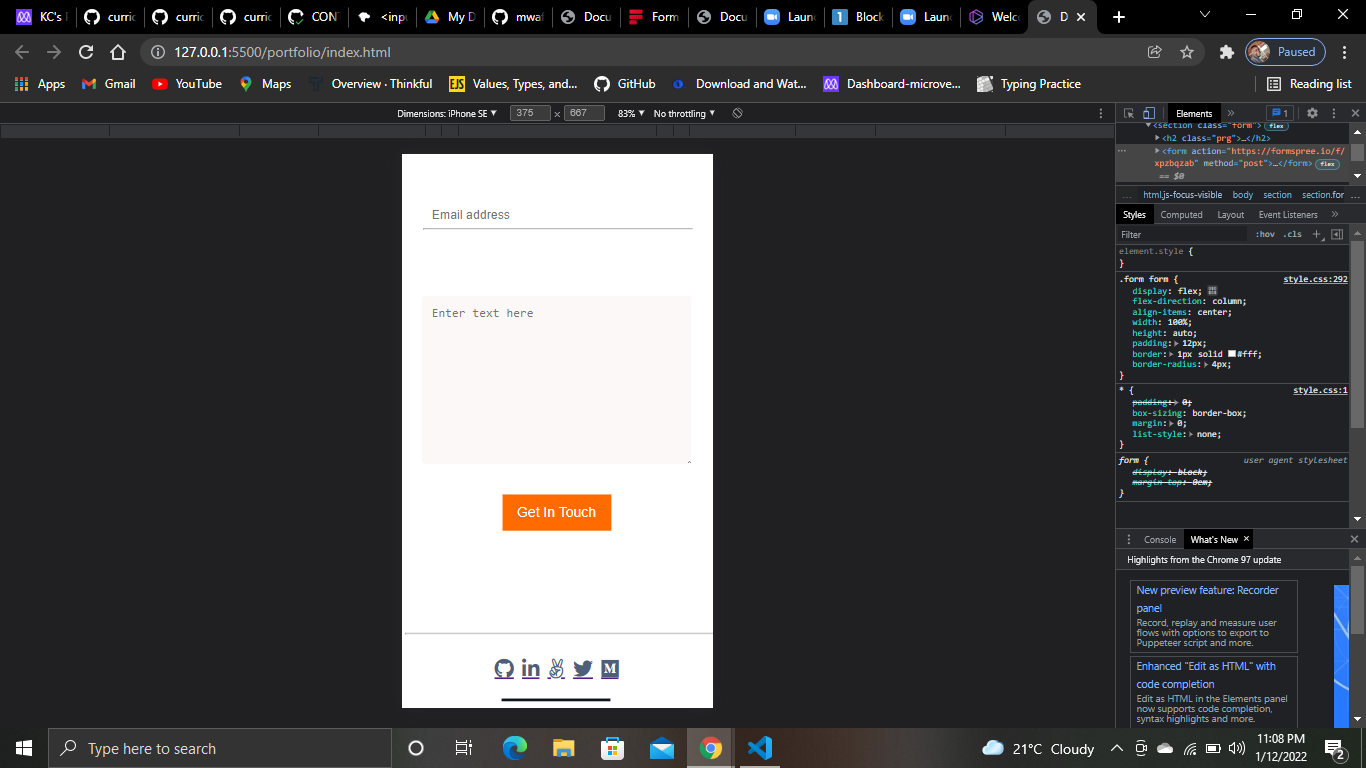 KC's I
curric
curric
curric
CONT
<inpu
My D
mwaf
Docu
Form
Docu
Laun
Block
Laun
Welco
D
127.0.0.1:5500/portfolio/index.html
Paused
Apps
Gmail
YouTube
Maps
Overview · Thinkful
EJS
Values, Types, and...
GitHub
Download and Wat...
Dashboard-microve...
Typing Practice
Reading list
Dimensions: iPhone SE
375
×
667
83%
No throttling
Elements
1
<section class="form"> flex
<h2 class="prg">…</h2>
<form action="https://formspree.io/f/
xpzbqzab" method="post">…</form> flex
== $0
... html.js-focus-visible body section section.for ...
Styles Computed Layout Event Listeners
Filter :hov .cls
element.style {
}
.form form { style.css:292
display: flex;
flex-direction: column;
align-items: center;
width: 100%;
height: auto;
padding: 12px;
border: 1px solid #fff;
border-radius: 4px;
}
* { style.css:1
padding: 0;
box-sizing: border-box;
margin: 0;
list-style: none;
}
form { user agent stylesheet
display: block;
margin-top: 0em;
}
Console What's New
Highlights from the Chrome 97 update
New preview feature: Recorder
panel
Record, replay and measure user
flows with options to export to
Puppeteer script and more.
Enhanced "Edit as HTML" with
code completion
Edit as HTML in the Elements panel
now supports code completion,
syntax highlights and more.
Email address
Enter text here
Get In Touch
Type here to search
21°C Cloudy
11:08 PM
1/12/2022
2